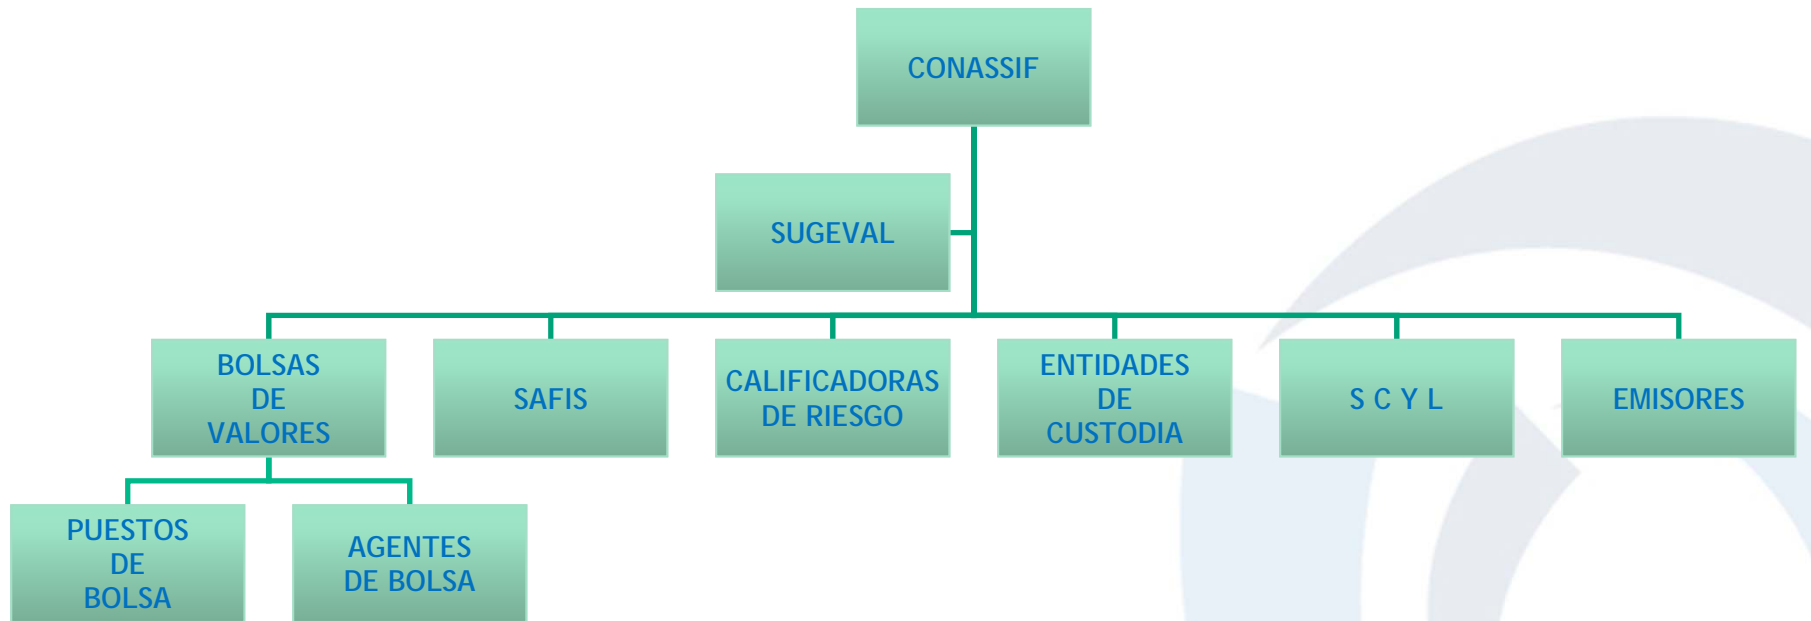 CONASSIF
SUGEVAL
BOLSAS
DE
VALORES
SAFIS
CALIFICADORAS
DE RIESGO
ENTIDADES
DE
CUSTODIA
S C Y L
EMISORES
PUESTOS
DE
BOLSA
AGENTES
DE BOLSA